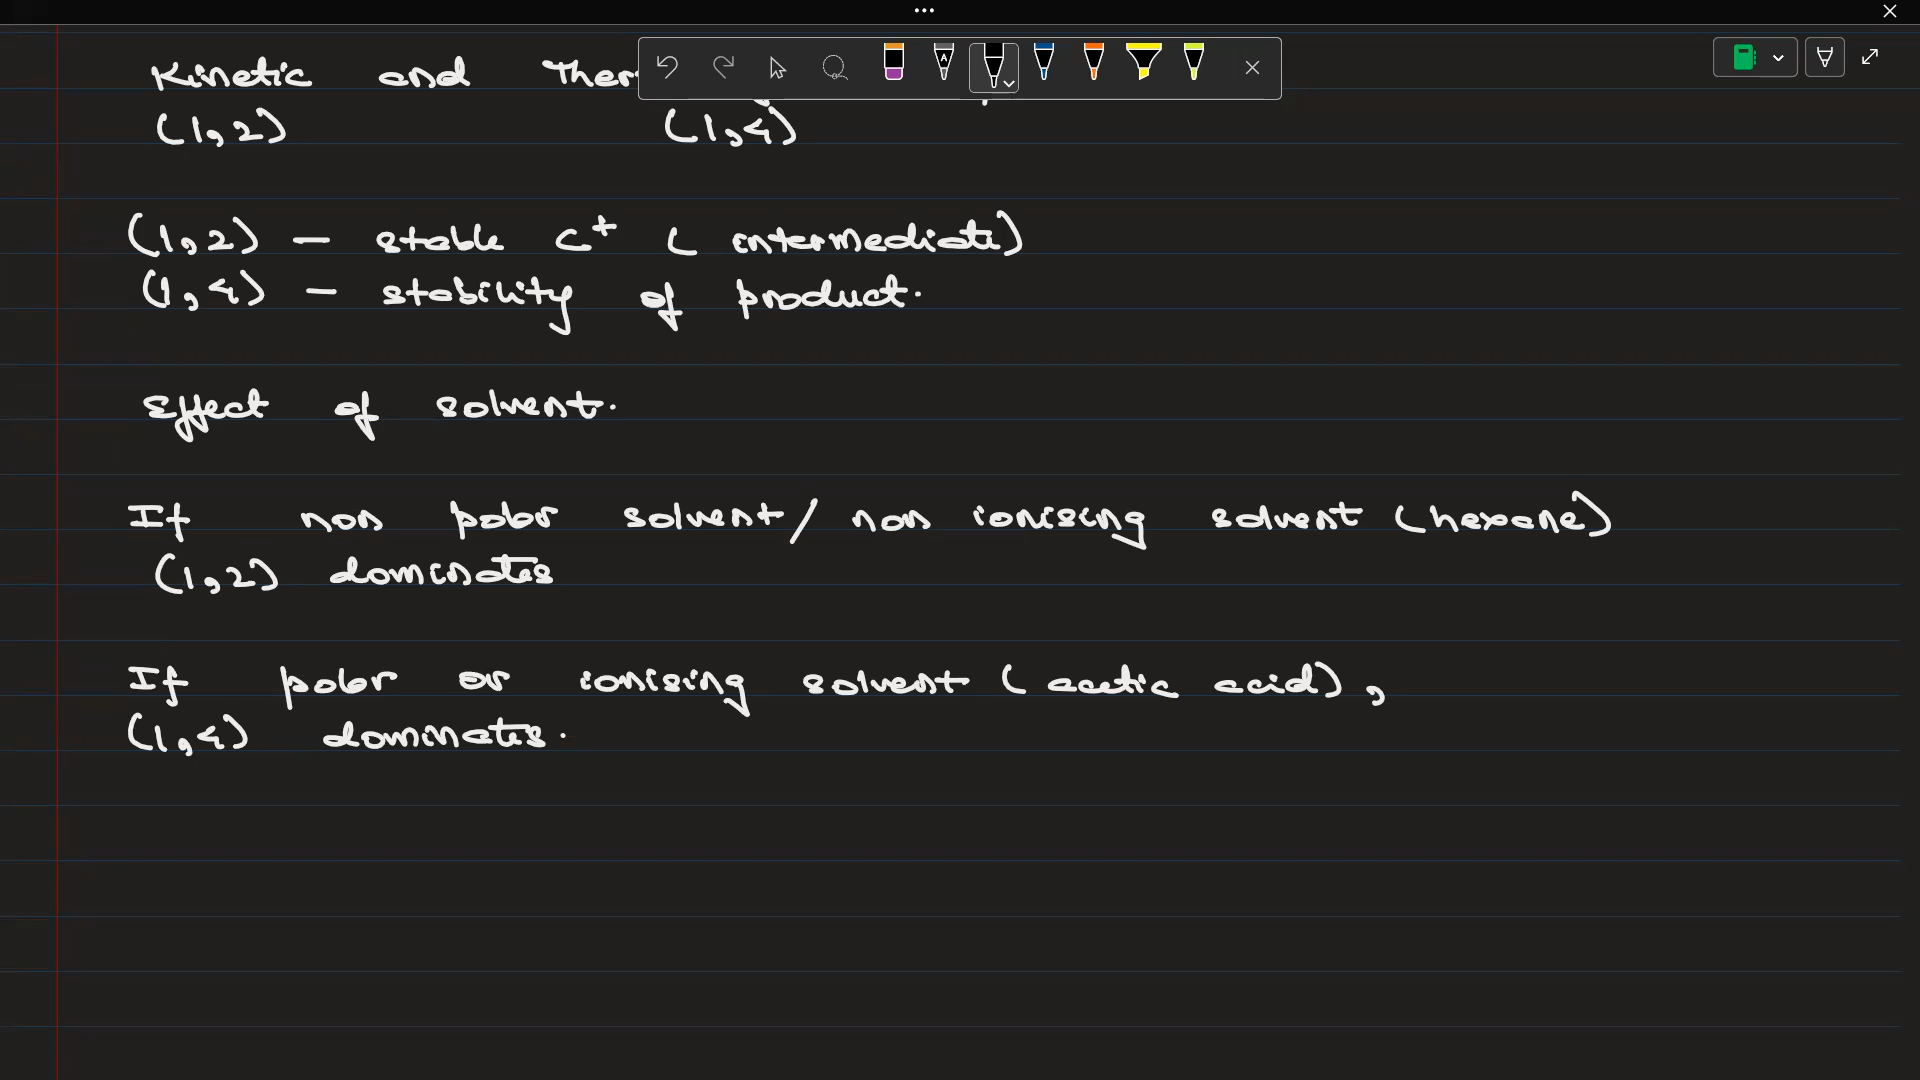 Kinetic and Ther
(1,2) (1,4)
(1,2) — stable C⁺ ( intermediate)
(1,4) — stability of product.
Effect of solvent.
If non polar solvent/ non ionising solvent (hexane)
(1,2) dominates
If polar or ionising solvent ( acetic acid),
(1,4) dominates.